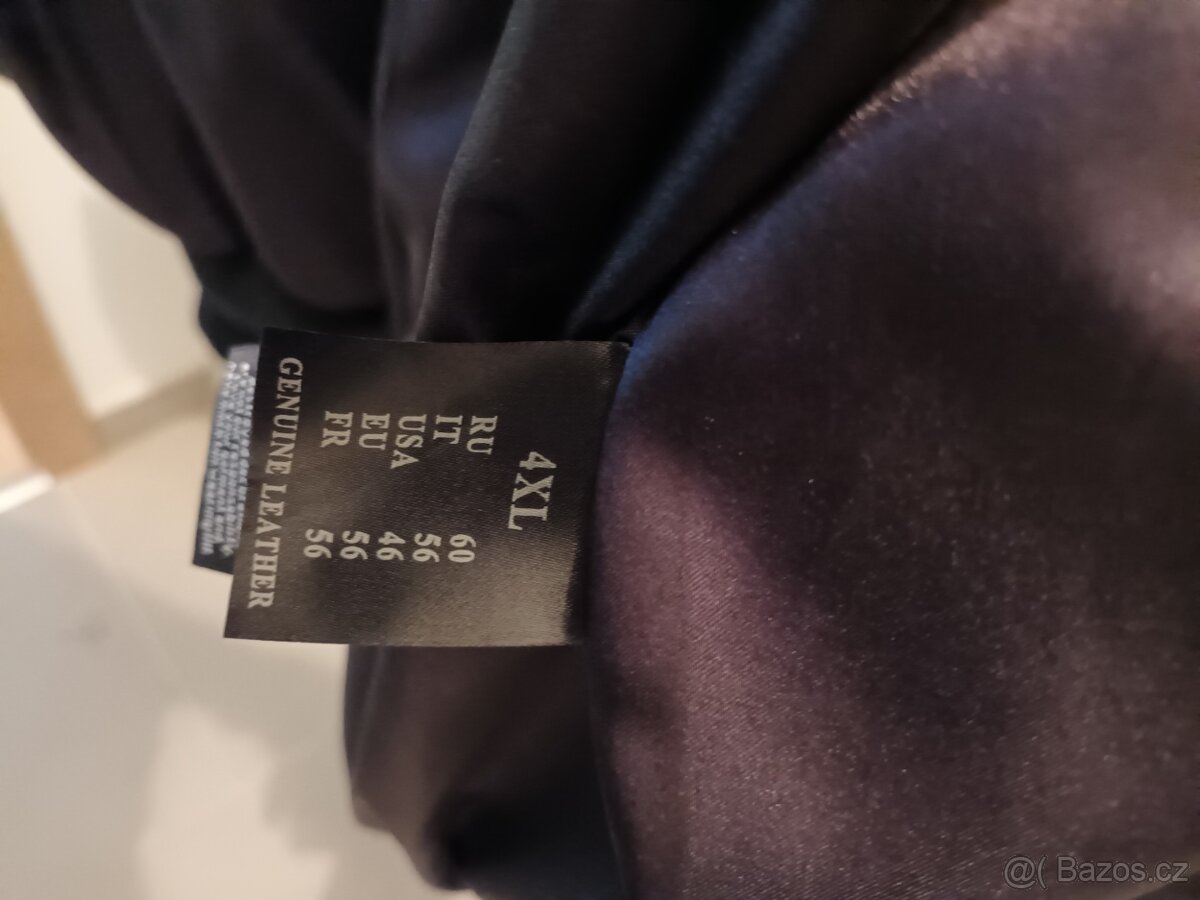 4XL
RU 60
IT 56
USA 46
EU 56
FR 56
GENUINE LEATHER
@( Bazos.cz